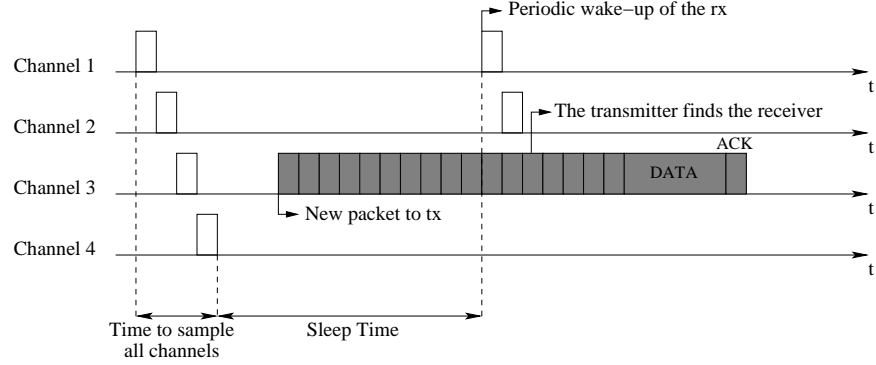 Periodic wake-up of the rx
Channel 1
t
Channel 2
The transmitter finds the receiver
t
ACK
Channel 3
DATA
t
New packet to tx
Channel 4
t
Time to sample
all channels
Sleep Time